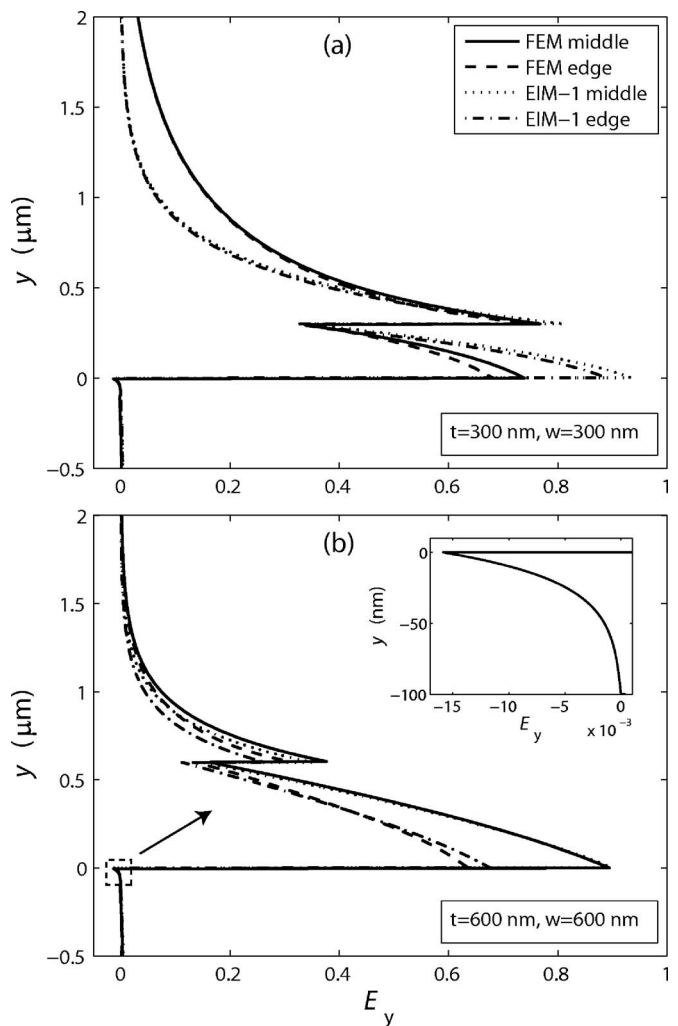 2
(a)
FEM middle
FEM edge
EIM−1 middle
EIM−1 edge
1.5
1
y (μm)
0.5
0
t=300 nm, w=300 nm
−0.5
0 0.2 0.4 0.6 0.8 1
2
(b)
0
−50
−100
y (nm)
−15 −10 −5 0
E y
x 10 −3
1.5
1
y (μm)
0.5
0
t=600 nm, w=600 nm
−0.5
0 0.2 0.4 0.6 0.8 1
E y